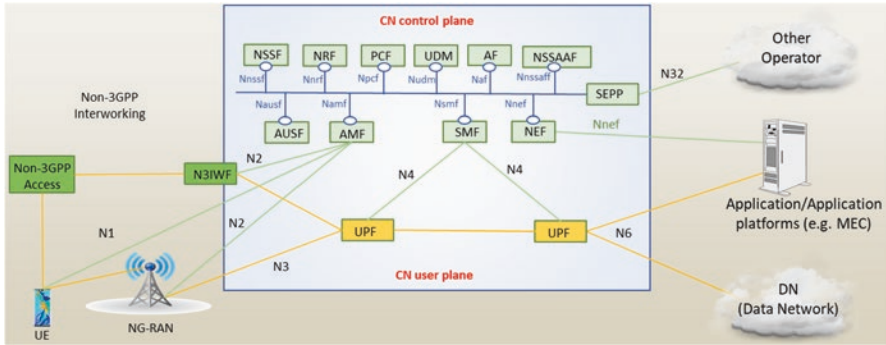 CN control plane
NSSF
NRF
PCF
UDM
AF
NSSAAF
Nnssf
Nnrf
Npcf
Nudm
Naf
Nnssaff
SEPP
N32
Other
Operator
Non-3GPP
Interworking
Nausf
Namf
Nsmf
Nnef
AUSF
AMF
SMF
NEF
Nnef
Non-3GPP
Access
N3IWF
N2
N4
N4
Application/Application
platforms (e.g. MEC)
N1
N2
UPF
UPF
N6
N3
CN user plane
UE
NG-RAN
DN
(Data Network)